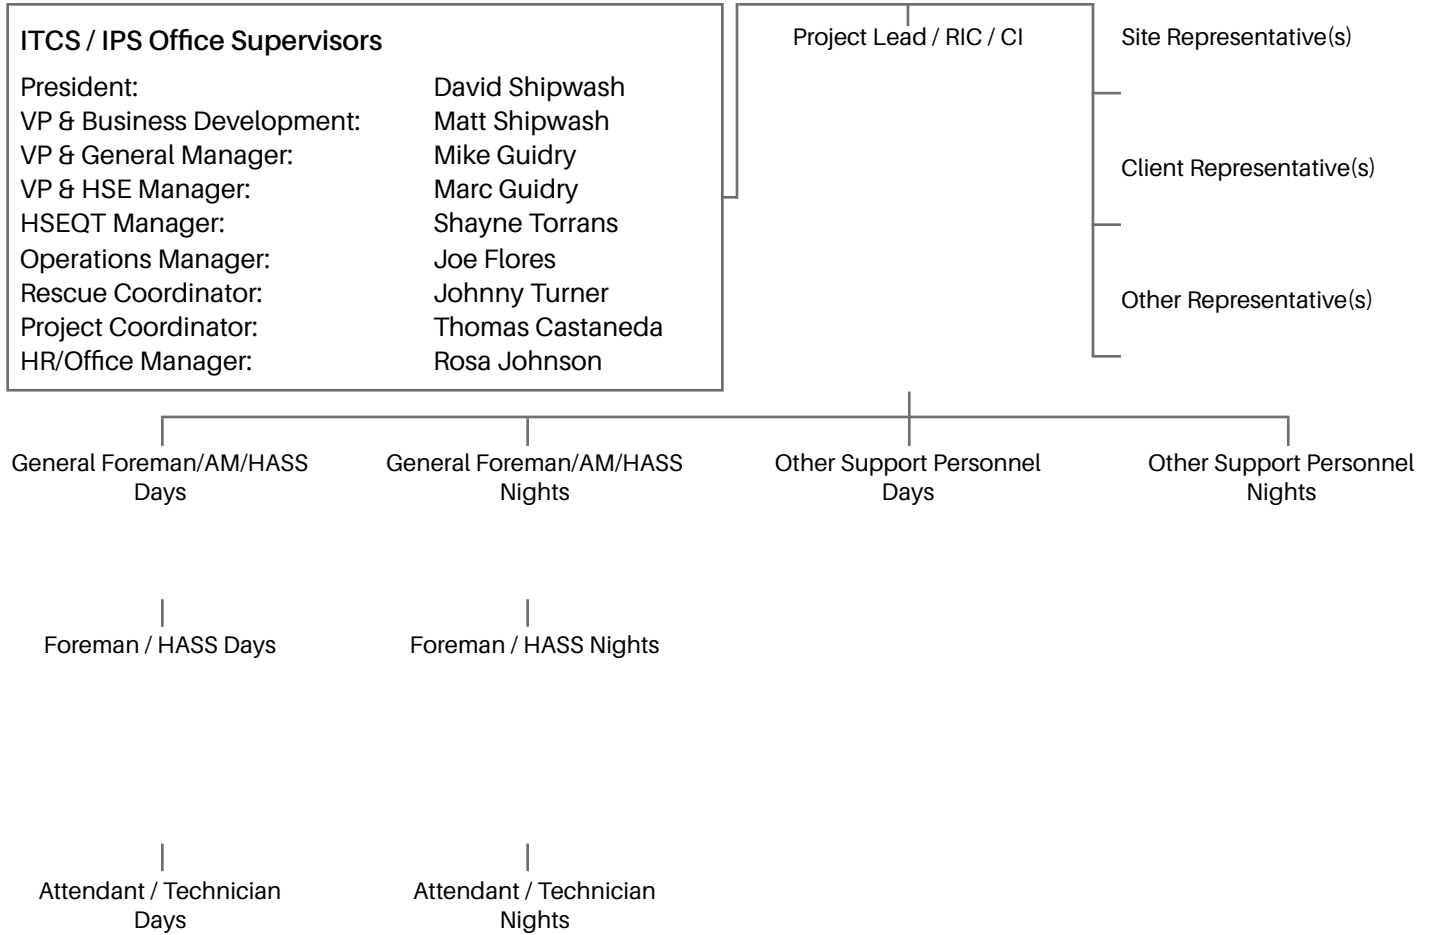 ITCS / IPS Office Supervisors
President: David Shipwash
VP & Business Development: Matt Shipwash
VP & General Manager: Mike Guidry
VP & HSE Manager: Marc Guidry
HSEQT Manager: Shayne Torrans
Operations Manager: Joe Flores
Rescue Coordinator: Johnny Turner
Project Coordinator: Thomas Castaneda
HR/Office Manager: Rosa Johnson
Project Lead / RIC / CI
Site Representative(s)
Client Representative(s)
Other Representative(s)
General Foreman/AM/HASS
Days
General Foreman/AM/HASS
Nights
Other Support Personnel
Days
Other Support Personnel
Nights
Foreman / HASS Days
Foreman / HASS Nights
Attendant / Technician
Days
Attendant / Technician
Nights